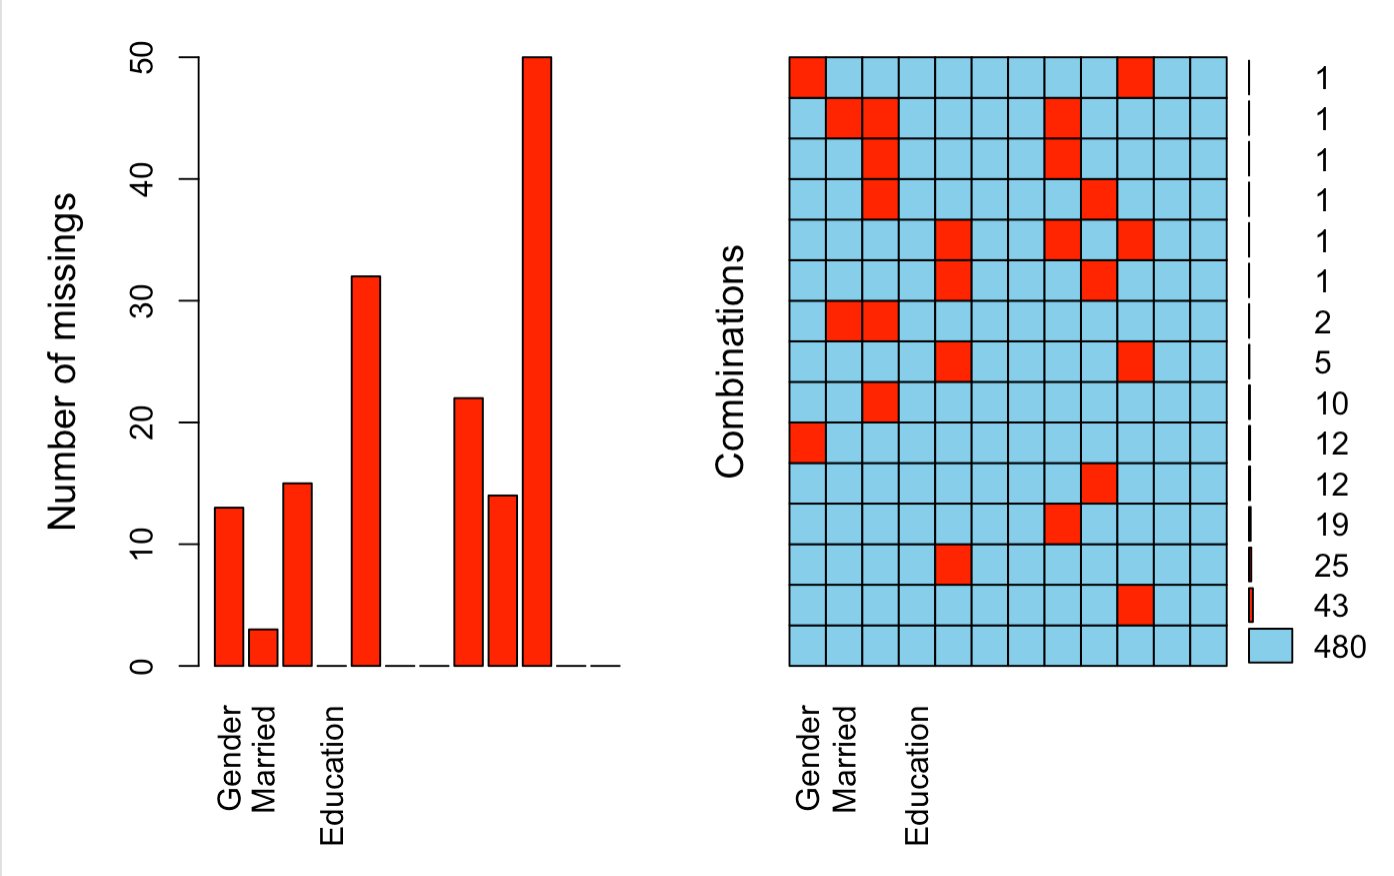 Number of missings
0
10
20
30
40
50
Gender
Married
Education
Combinations
1
1
1
1
1
1
2
5
10
12
12
19
25
43
480
Gender
Married
Education